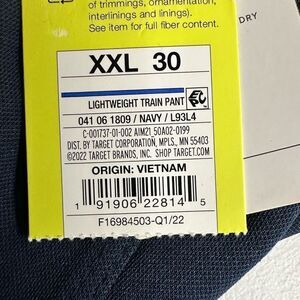 of trimmings, ornamentation,
interlinings and linings).
See item for full fiber content.
DRY
XXL 30
LIGHTWEIGHT TRAIN PANT
041 06 1809 / NAVY / L93L4
C-001737-01-002 AIM21_50A02-0199
DIST. BY TARGET CORPORATION, MPLS., MN 55403
©2022 TARGET BRANDS, INC. SHOP TARGET.COM
ORIGIN: VIETNAM
1 91906 22814 5
F16984503-Q1/22